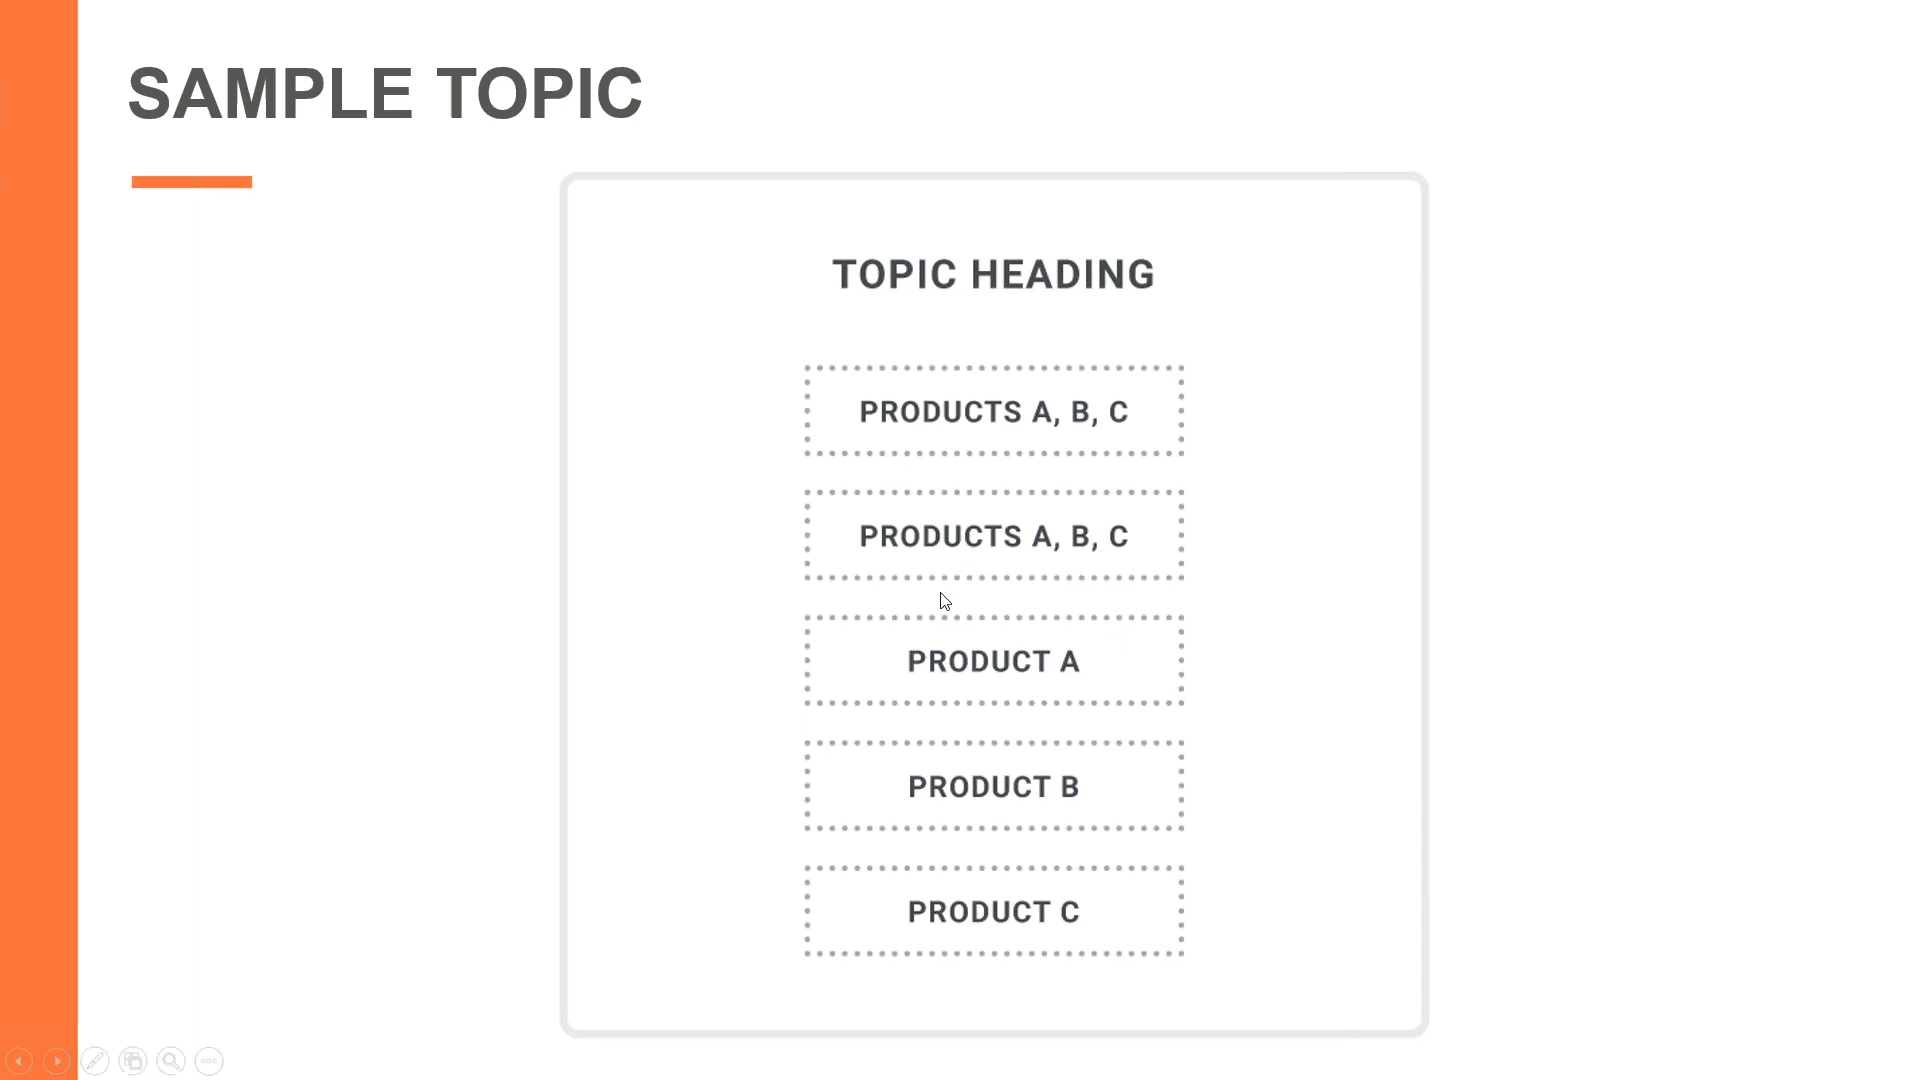 SAMPLE TOPIC
TOPIC HEADING
PRODUCTS A, B, C
PRODUCTS A, B, C
PRODUCT A
PRODUCT B
PRODUCT C